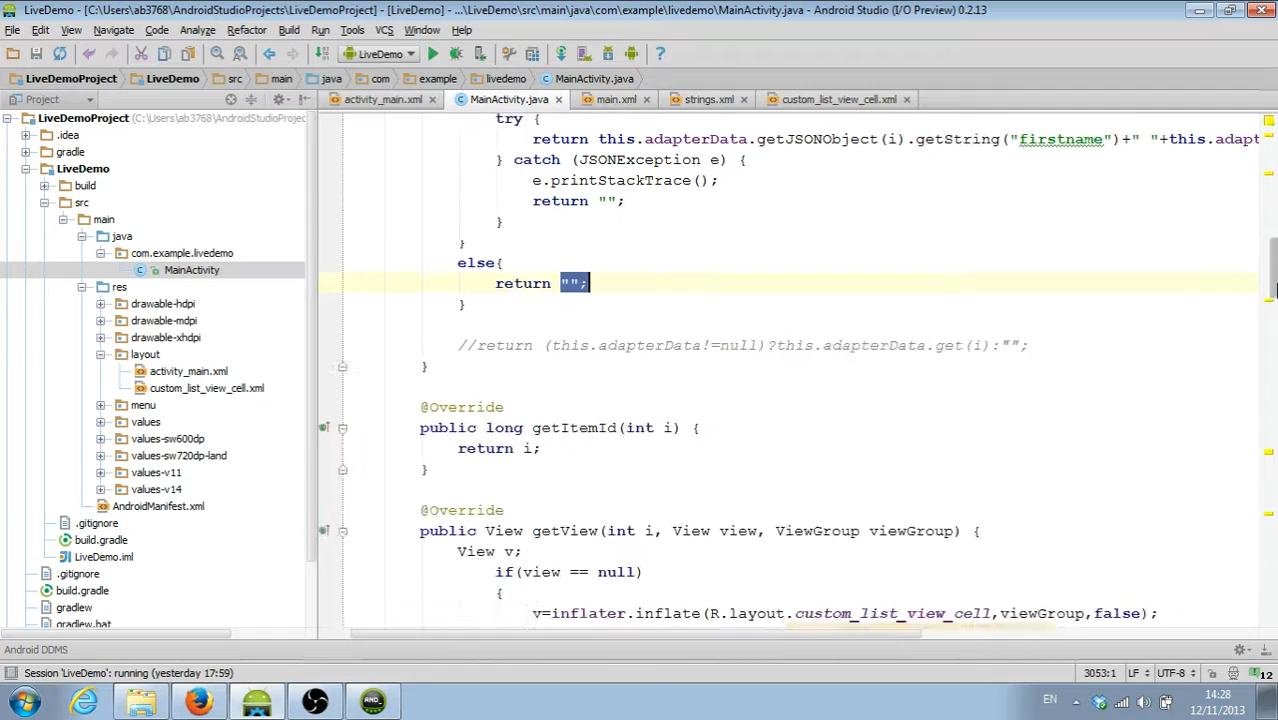 LiveDemo - [C:\Users\ab3768\AndroidStudioProjects\LiveDemoProject] - [LiveDemo] - ...\LiveDemo\src\main\java\com\example\livedemo\MainActivity.java - Android Studio (I/O Preview) 0.2.13
File Edit View Navigate Code Analyze Refactor Build Run Tools VCS Window Help
LiveDemo
LiveDemoProject LiveDemo src main java com example livedemo MainActivity.java
Project
activity_main.xml MainActivity.java main.xml strings.xml custom_list_view_cell.xml
LiveDemoProject (C:\Users\ab3768\AndroidStudioProjec
.idea
gradle
LiveDemo
build
src
main
java
com.example.livedemo
MainActivity
res
drawable-hdpi
drawable-mdpi
drawable-xhdpi
layout
activity_main.xml
custom_list_view_cell.xml
menu
values
values-sw600dp
values-sw720dp-land
values-v11
values-v14
AndroidManifest.xml
.gitignore
build.gradle
LiveDemo.iml
.gitignore
build.gradle
gradlew
gradlew.bat
try {
return this.adapterData.getJSONObject(i).getString("firstname")+" "+this.adapt
} catch (JSONException e) {
e.printStackTrace();
return "";
}
}
else{
return "";
}
//return (this.adapterData!=null)?this.adapterData.get(i):"";
}
@Override
public long getItemId(int i) {
return i;
}
@Override
public View getView(int i, View view, ViewGroup viewGroup) {
View v;
if(view == null)
{
v=inflater.inflate(R.layout.custom_list_view_cell,viewGroup,false);
Android DDMS
Session 'LiveDemo': running (yesterday 17:59)
3053:1 LF UTF-8 12
EN
14:28
12/11/2013